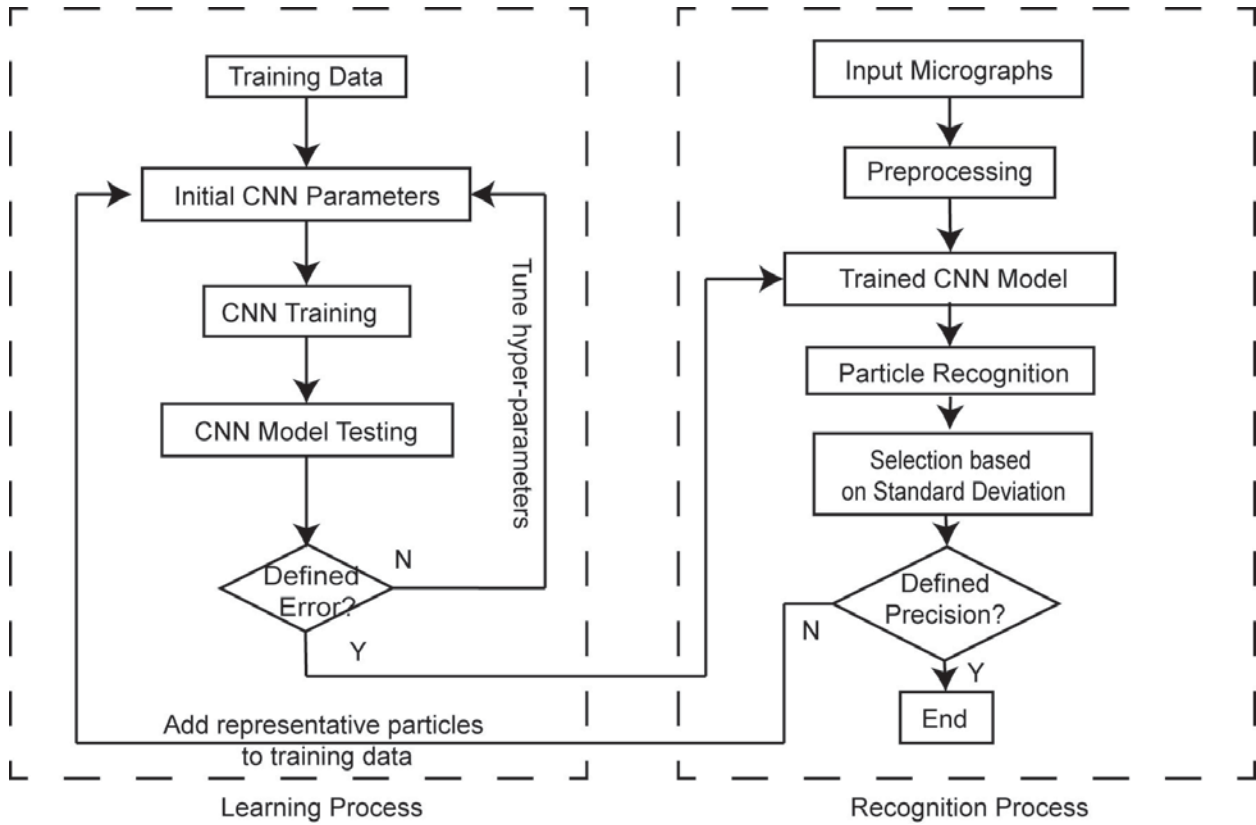 Training Data
Initial CNN Parameters
CNN Training
CNN Model Testing
Defined
Error?
N
Y
Tune hyper-parameters
Add representative particles
to training data
Learning Process
Input Micrographs
Preprocessing
Trained CNN Model
Particle Recognition
Selection based
on Standard Deviation
Defined
Precision?
N
Y
End
Recognition Process